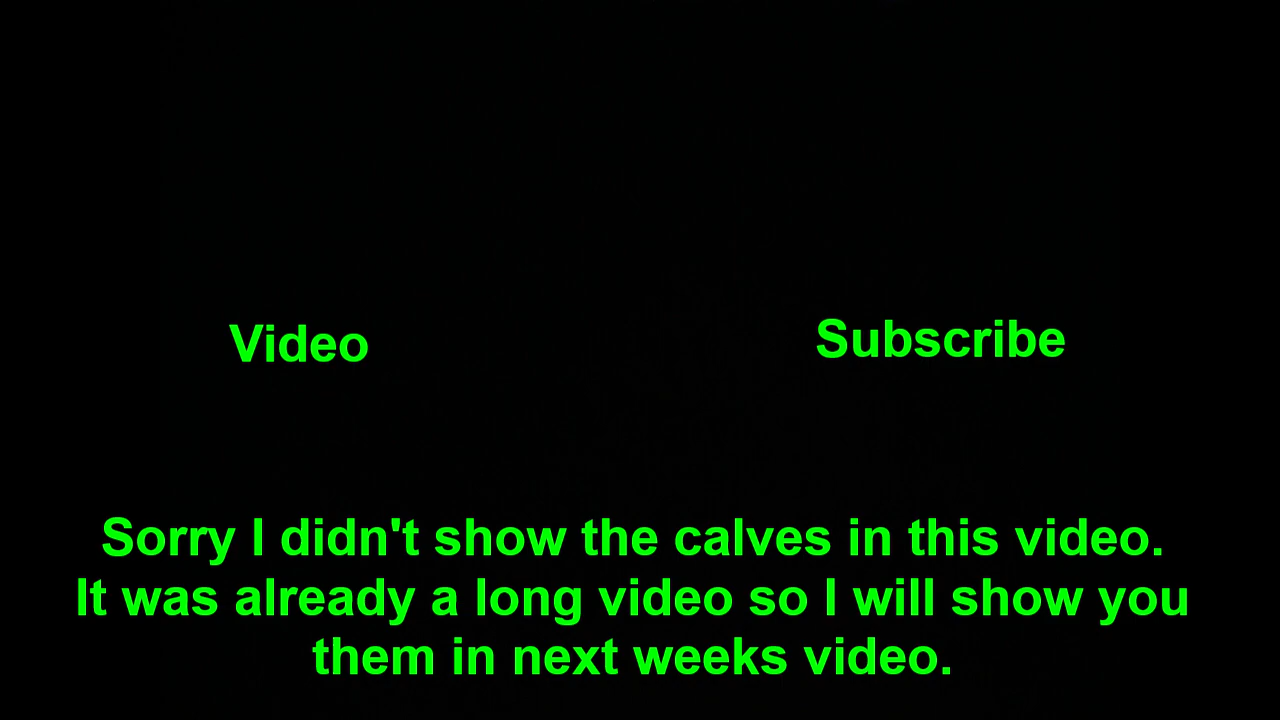 Video
Subscribe
Sorry I didn't show the calves in this video.
It was already a long video so I will show you
them in next weeks video.